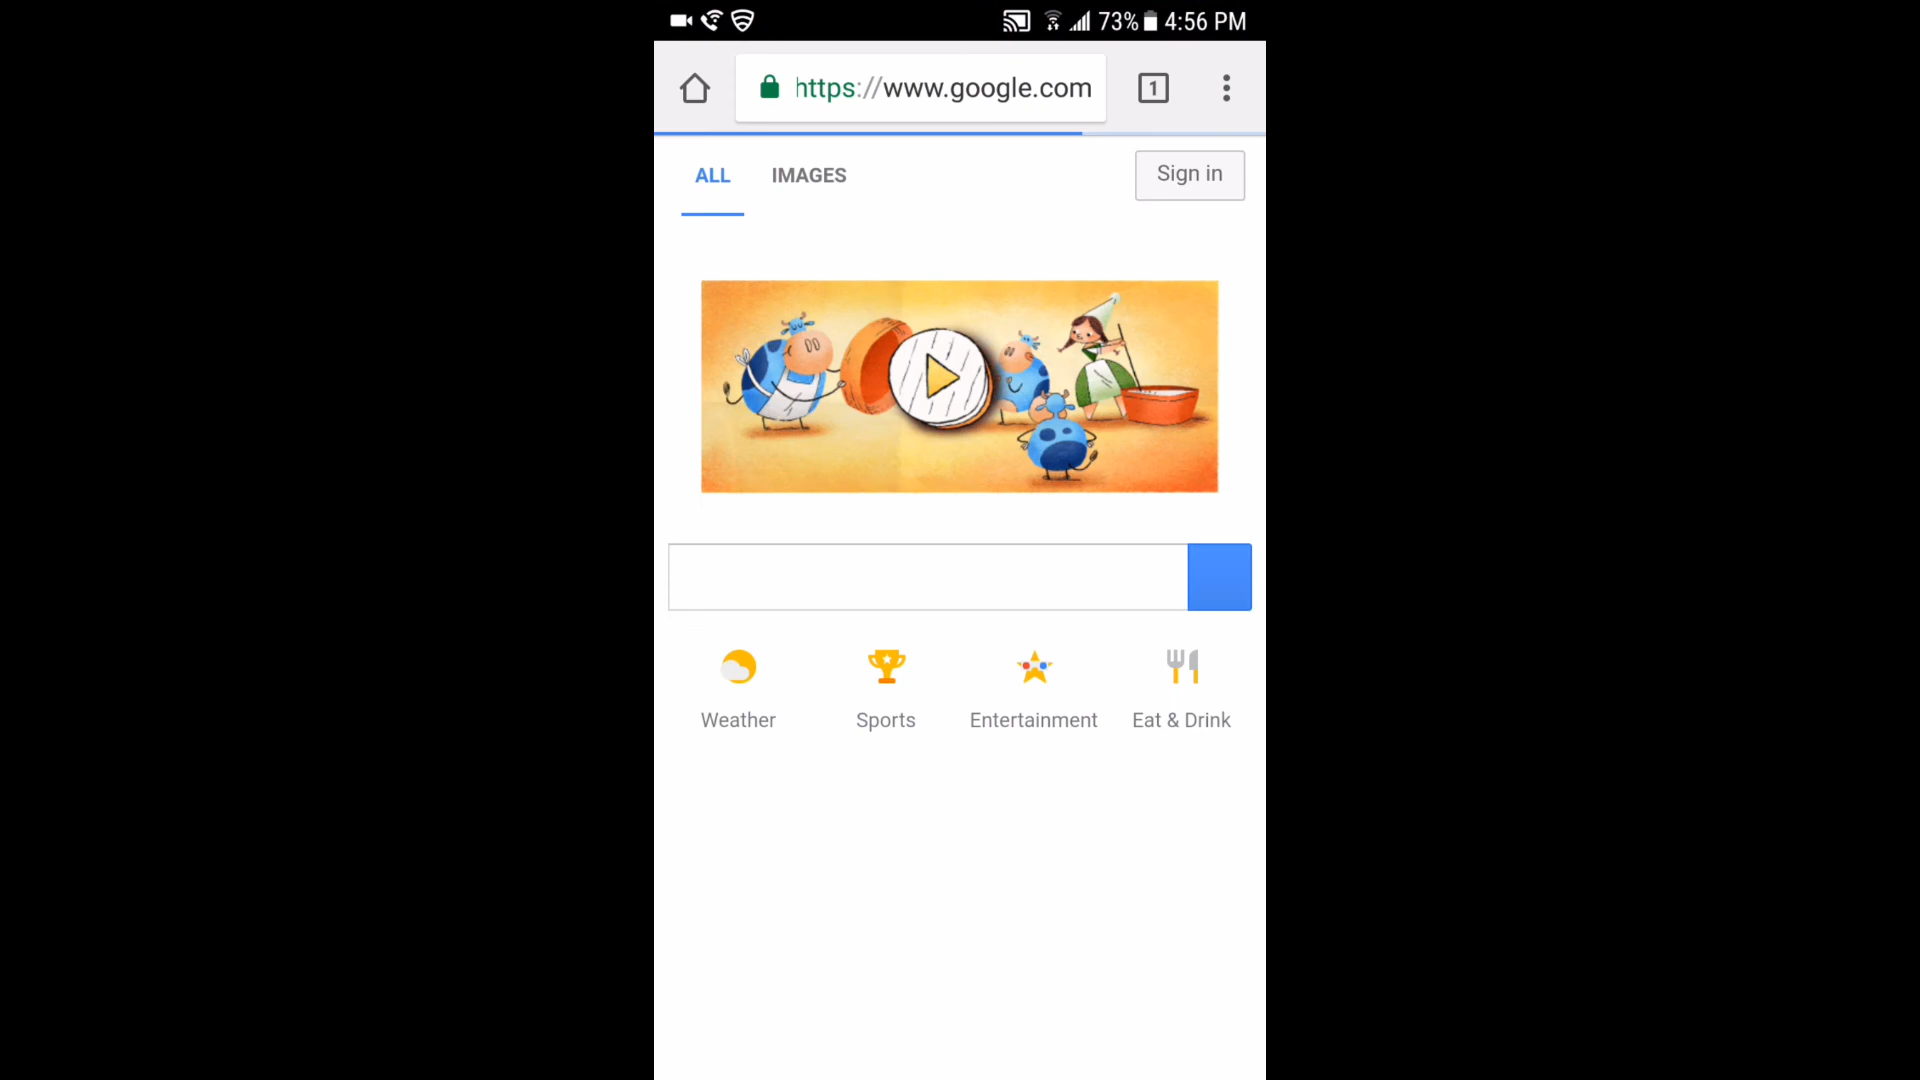 73% 4:56 PM
https://www.google.com
1
ALL IMAGES Sign in
Weather Sports Entertainment Eat & Drink